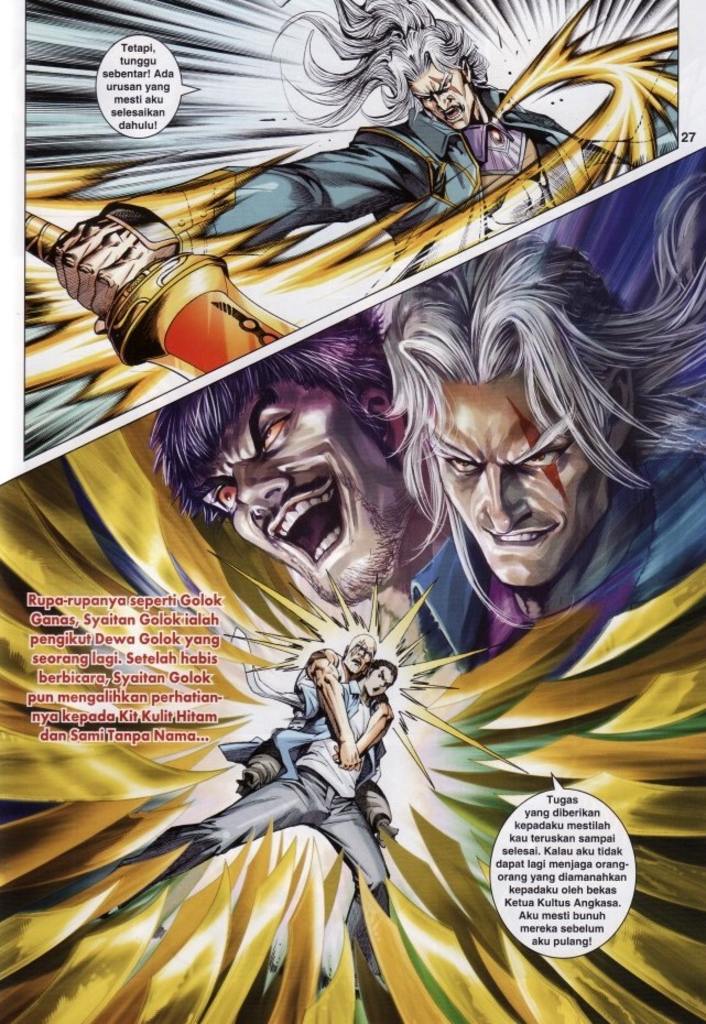 Tetapi,
tunggu
sebentar! Ada
urusan yang
mesti aku
selesaikan
dahulu!
27
Rupa-rupanya seperti Golok
Ganas, Syaitan Golok ialah
pengikut Dewa Golok yang
seorang lagi. Setelah habis
berbicara, Syaitan Golok
pun mengalihkan perhatian-
nya kepada Kit Kulit Hitam
dan Sami Tanpa Nama...
Tugas
yang diberikan
kepadaku mestilah
kau teruskan sampai
selesai. Kalau aku tidak
dapat lagi menjaga orang-
orang yang diamanahkan
kepadaku oleh bekas
Ketua Kultus Angkasa.
Aku mesti bunuh
mereka sebelum
aku pulang!